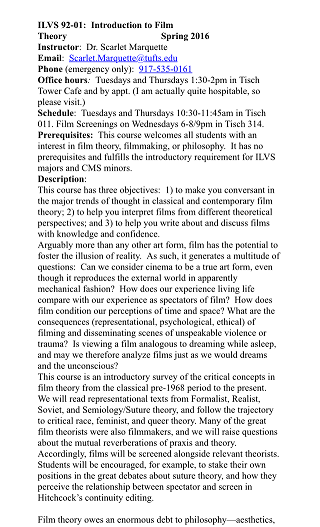 ILVS 92-01:  Introduction to Film
Theory                                    Spring 2016
Instructor:  Dr. Scarlet Marquette
Email:  Scarlet.Marquette@tufts.edu
Phone (emergency only):  917-535-0161
Office hours:  Tuesdays and Thursdays 1:30-2pm in Tisch
Tower Cafe and by appt. (I am actually quite hospitable, so
please visit.)
Schedule:  Tuesdays and Thursdays 10:30-11:45am in Tisch
011. Film Screenings on Wednesdays 6-8/9pm in Tisch 314.
Prerequisites:  This course welcomes all students with an
interest in film theory, filmmaking, or philosophy.  It has no
prerequisites and fulfills the introductory requirement for ILVS
majors and CMS minors.
Description:
This course has three objectives:  1) to make you conversant in
the major trends of thought in classical and contemporary film
theory; 2) to help you interpret films from different theoretical
perspectives; and 3) to help you write about and discuss films
with knowledge and confidence.
Arguably more than any other art form, film has the potential to
foster the illusion of reality.  As such, it generates a multitude of
questions:  Can we consider cinema to be a true art form, even
though it reproduces the external world in apparently
mechanical fashion?  How does our experience living life
compare with our experience as spectators of film?  How does
film condition our perceptions of time and space? What are the
consequences (representational, psychological, ethical) of
filming and disseminating scenes of unspeakable violence or
trauma?  Is viewing a film analogous to dreaming while asleep,
and may we therefore analyze films just as we would dreams
and the unconscious?
This course is an introductory survey of the critical concepts in
film theory from the classical pre-1968 period to the present.
We will read representational texts from Formalist, Realist,
Soviet, and Semiology/Suture theory, and follow the trajectory
to critical race, feminist, and queer theory. Many of the great
film theorists were also filmmakers, and we will raise questions
about the mutual reverberations of praxis and theory.
Accordingly, films will be screened alongside relevant theorists.
Students will be encouraged, for example, to stake their own
positions in the great debates about suture theory, and how they
perceive the relationship between spectator and screen in
Hitchcock's continuity editing.
Film theory owes an enormous debt to philosophy—aesthetics,